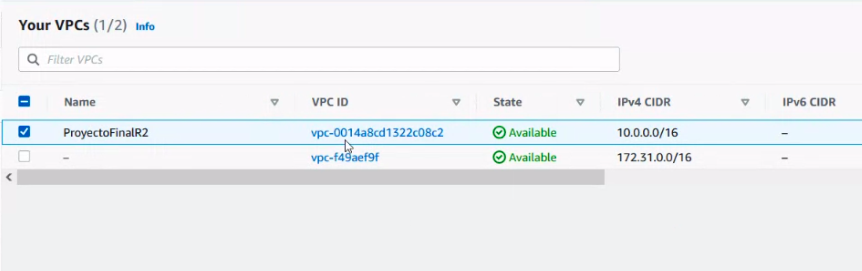 Your VPCs (1/2) Info
Filter VPCs
Name VPC ID State IPv4 CIDR IPv6 CIDR
ProyectoFinalR2 vpc-0014a8cd1322c08c2 Available 10.0.0.0/16 –
– vpc-f49aef9f Available 172.31.0.0/16 –